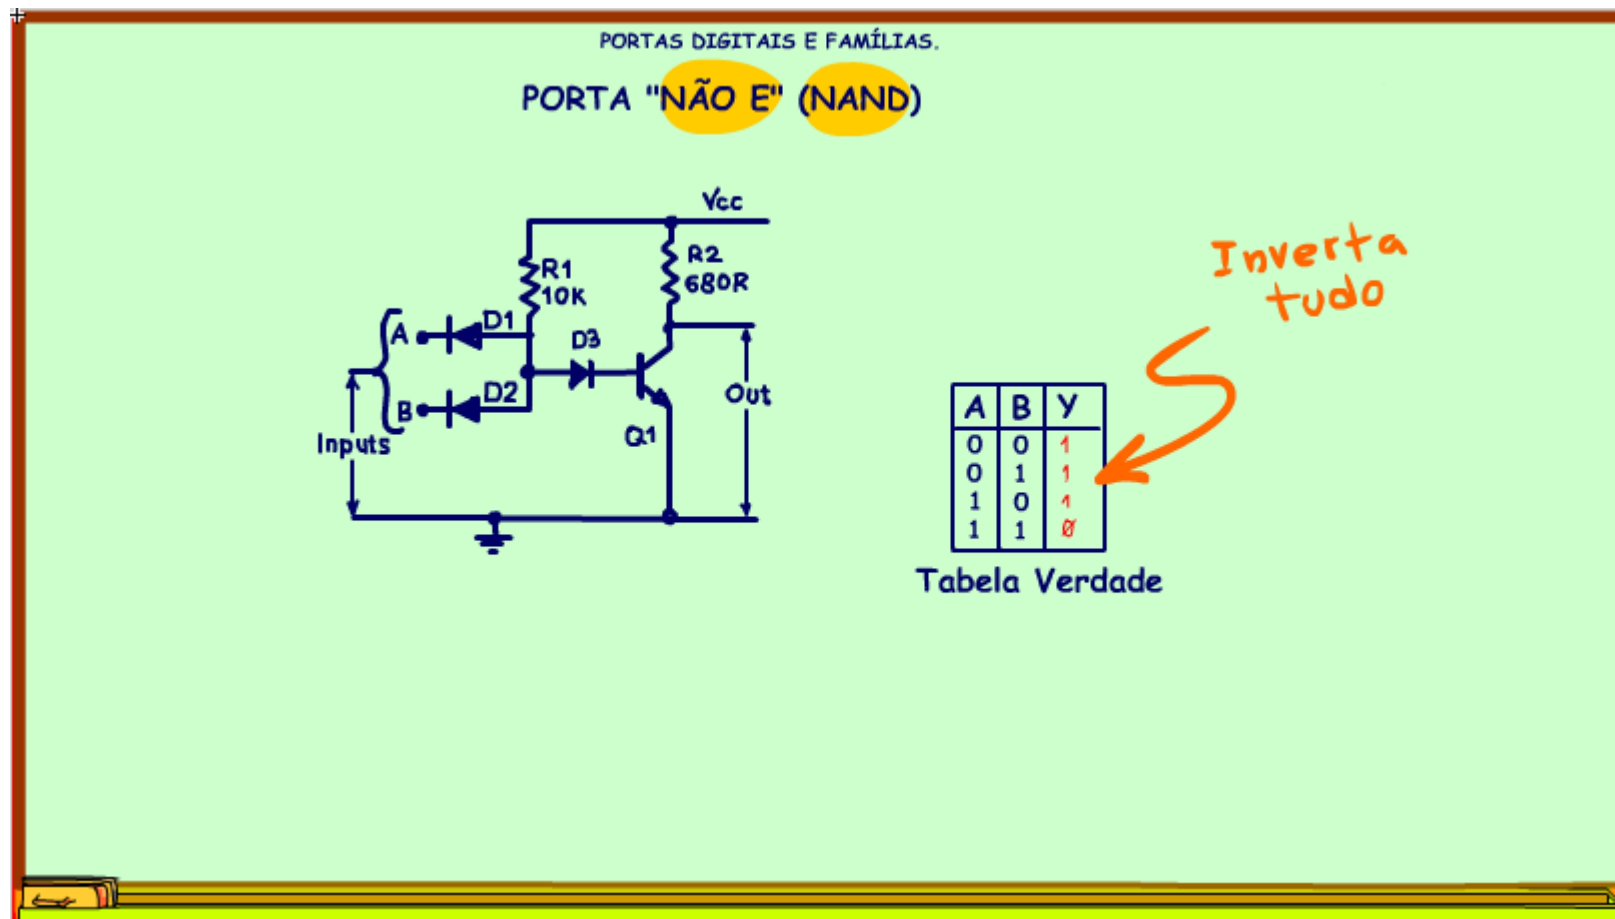 PORTAS DIGITAIS E FAMÍLIAS.
PORTA "NÃO E" (NAND)
Vcc
R1
10K
R2
680R
A
D1
D3
B
D2
Out
Q1
Inputs
Inverta
tudo
A B Y
0 0 1
0 1 1
1 0 1
1 1 0
Tabela Verdade